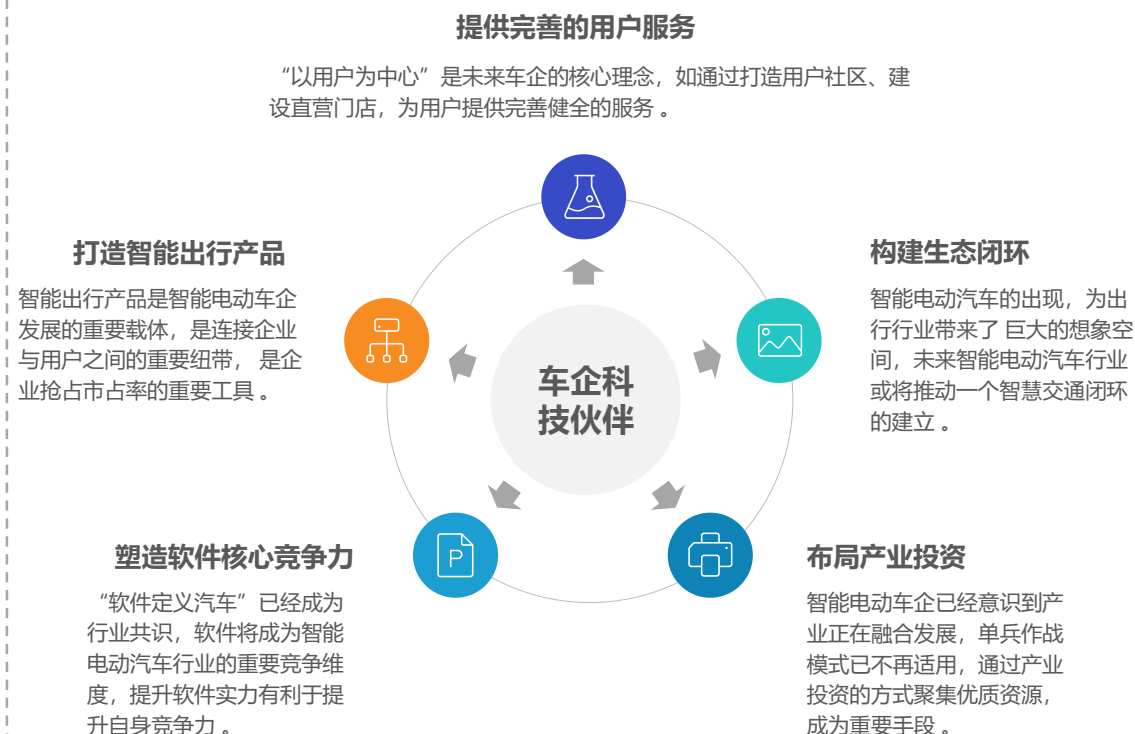 提供完善的用户服务
“以用户为中心”是未来车企的核心理念，如通过打造用户社区、建
设直营门店，为用户提供完善健全的服务 。
打造智能出行产品
智能出行产品是智能电动车企
发展的重要载体，是连接企业
与用户之间的重要纽带， 是企
业抢占市占率的重要工具 。
构建生态闭环
智能电动汽车的出现，为出
行行业带来了 巨大的想象空
间，未来智能电动汽车行业
或将推动一个智慧交通闭环
的建立 。
车企科
技伙伴
塑造软件核心竞争力
“软件定义汽车”已经成为
行业共识，软件将成为智能
电动汽车行业的重要竞争维
度，提升软件实力有利于提
升自身竞争力 。
P
布局产业投资
智能电动车企已经意识到产
业正在融合发展，单兵作战
模式已不再适用，通过产业
投资的方式聚集优质资源，
成为重要手段 。